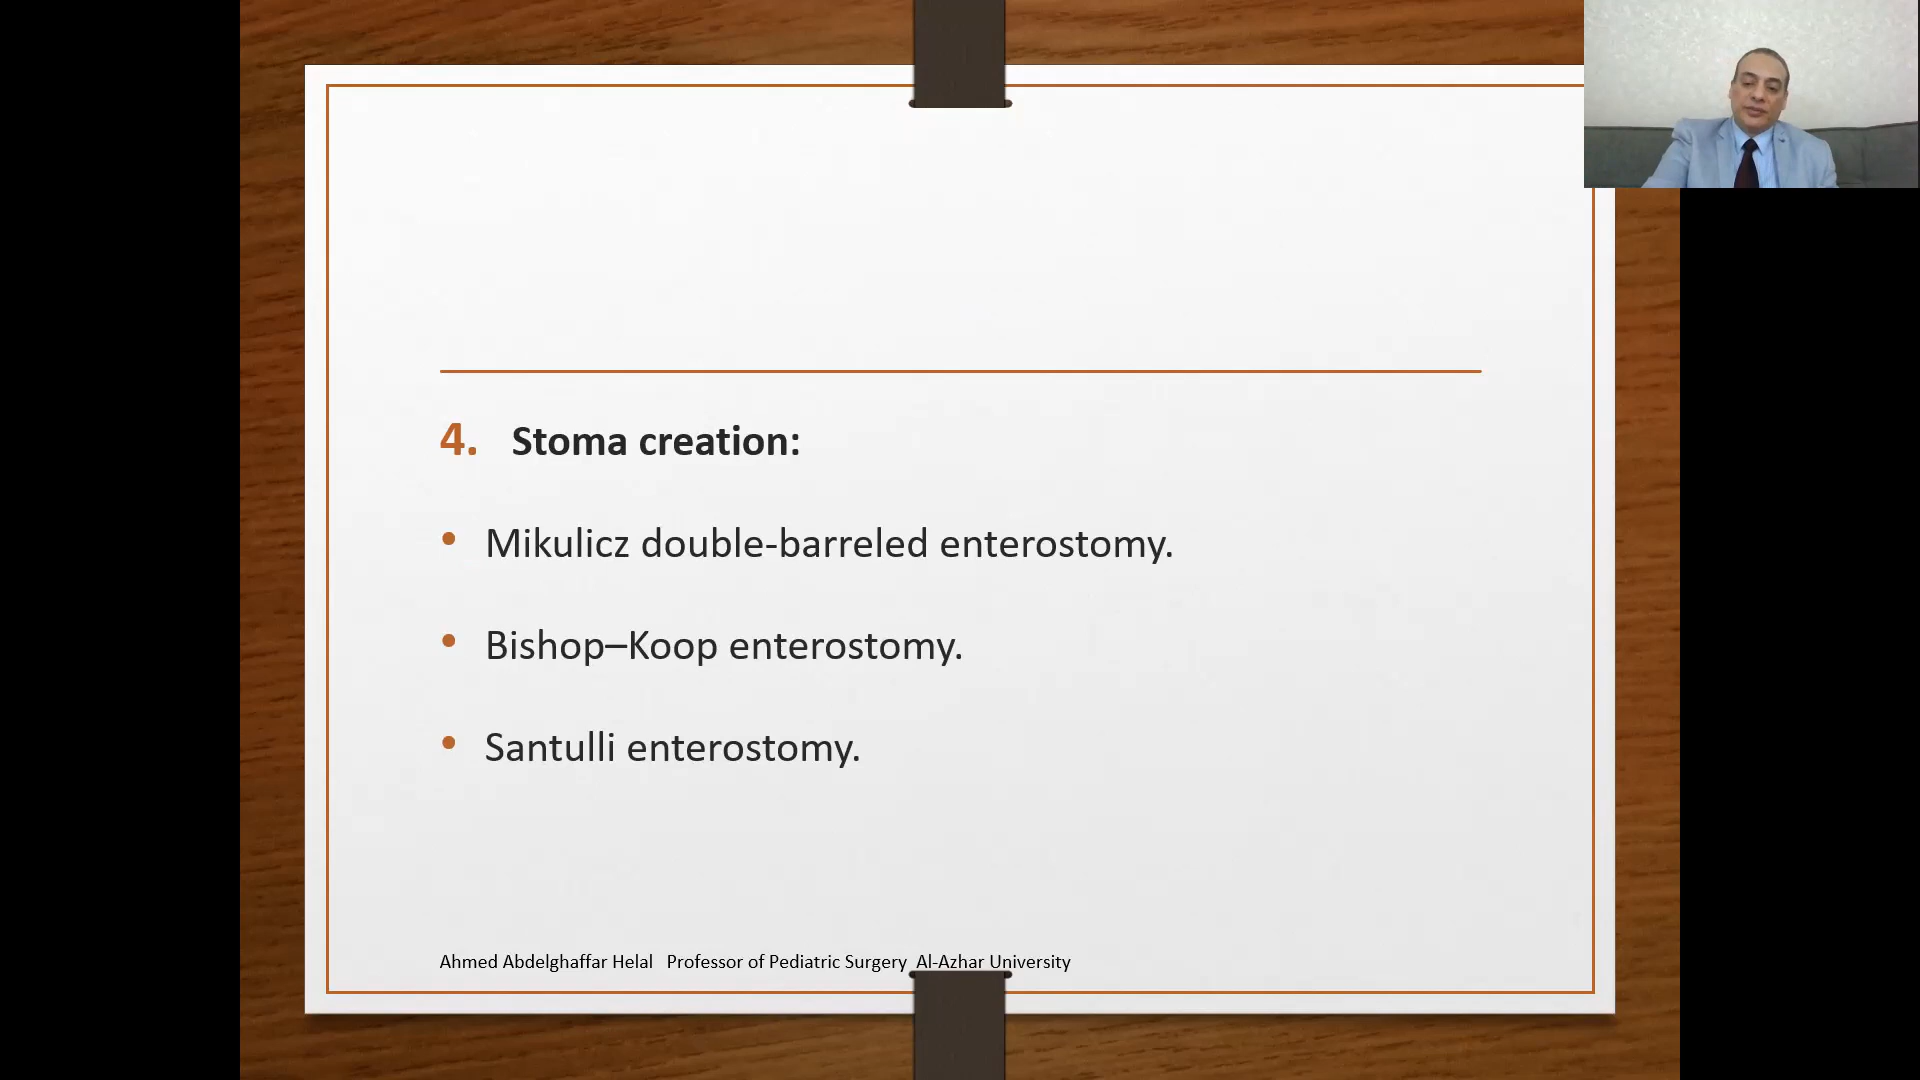 4. Stoma creation:
• Mikulicz double-barreled enterostomy.
• Bishop–Koop enterostomy.
• Santulli enterostomy.
Ahmed Abdelghaffar Helal Professor of Pediatric Surgery Al-Azhar University